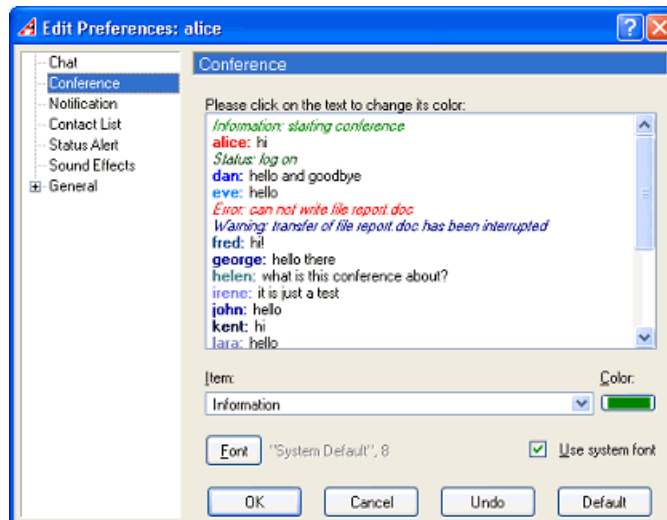 Edit Preferences: alice
Chat
Conference
Notification
Contact List
Status Alert
Sound Effects
General
Conference
Please click on the text to change its color:
Information: starting conference
alice: hi
Status: log on
dan: hello and goodbye
eve: hello
Error: can not write file report.doc
Warning: transfer of file report.doc has been interrupted
fred: hi!
george: hello there
helen: what is this conference about?
irene: it is just a test
john: hello
kent: hi
lara: hello
Item: Color:
Information
Font "System Default", 8 Use system font
OK Cancel Undo Default